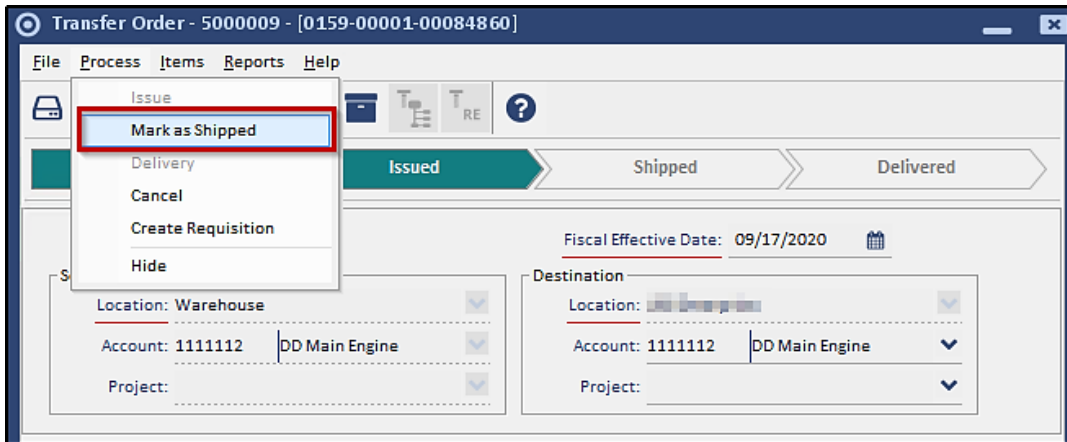 Transfer Order - 5000009 - [0159-00001-00084860]
File Process Items Reports Help
Issue
Mark as Shipped
Delivery
Cancel
Create Requisition
Hide
T T RE ?
Issued Shipped Delivered
Fiscal Effective Date: 09/17/2020
S
Location: Warehouse
Account: 1111112 DD Main Engine
Project:
Destination
Location:
Account: 1111112 DD Main Engine
Project: